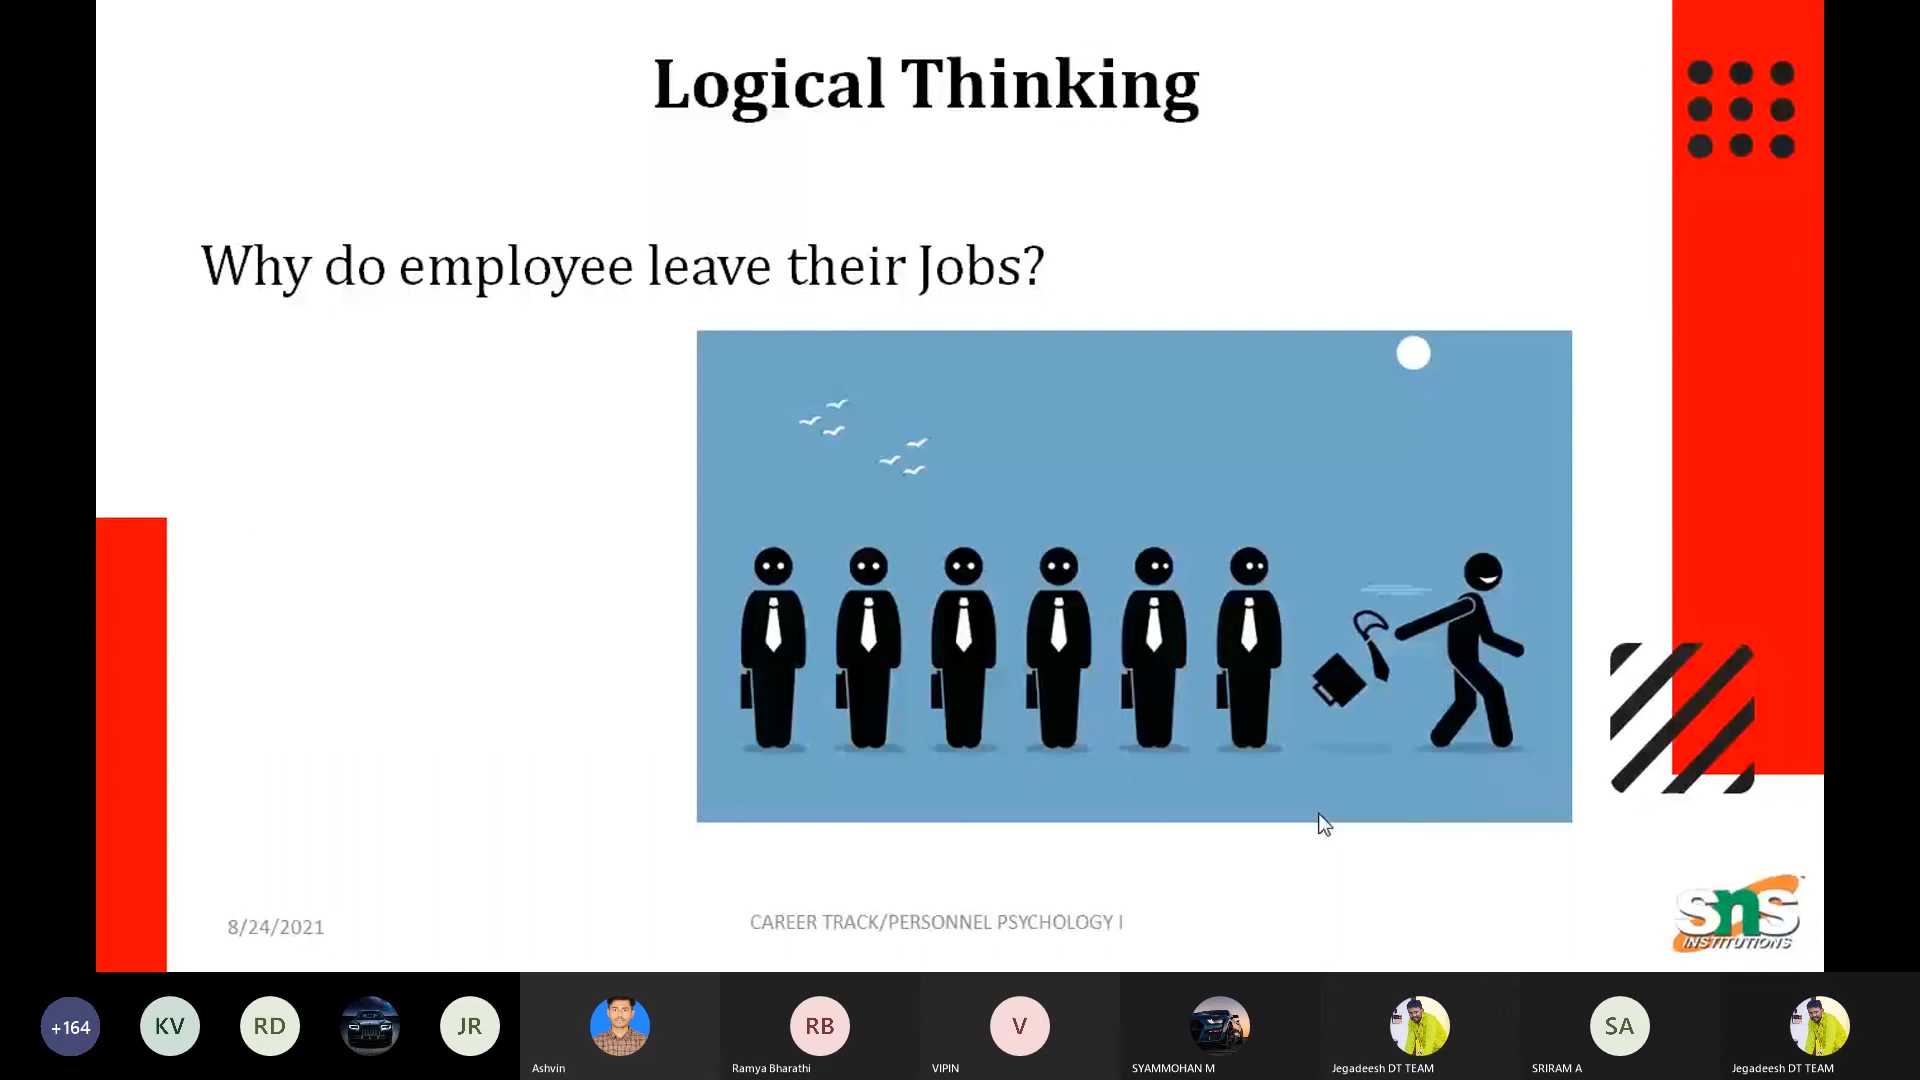 Logical Thinking
Why do employee leave their Jobs?
8/24/2021
CAREER TRACK/PERSONNEL PSYCHOLOGY I
sns
INSTITUTIONS
+164
KV
RD
JR
RB
V
SA
Ashvin
Ramya Bharathi
VIPIN
SYAMMOHAN M
Jegadeesh DT TEAM
SRIRAM A
Jegadeesh DT TEAM